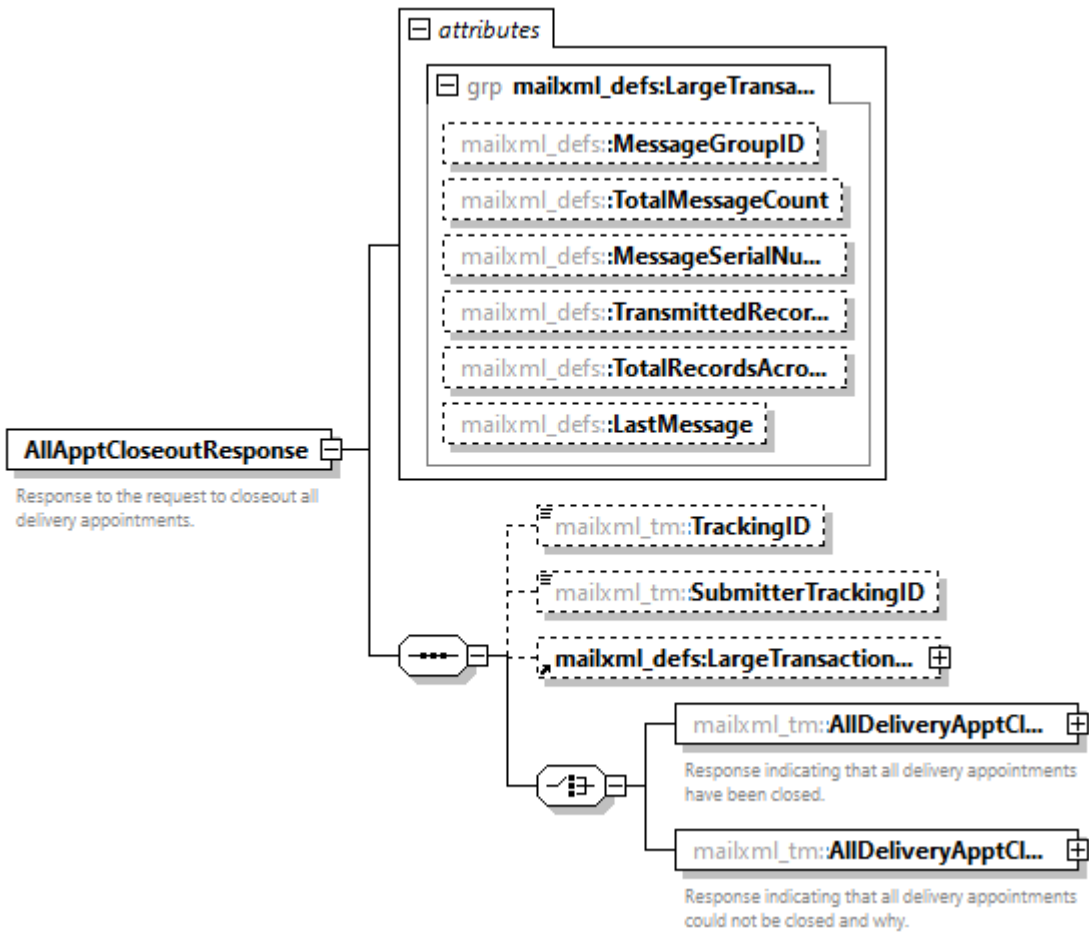 attributes
grp mailxml_defs:LargeTransa...
mailxml_defs::MessageGroupID
mailxml_defs::TotalMessageCount
mailxml_defs::MessageSerialNu...
mailxml_defs::TransmittedRecor...
mailxml_defs::TotalRecordsAcro...
mailxml_defs::LastMessage
AllApptCloseoutResponse
Response to the request to closeout all
delivery appointments.
mailxml_tm::TrackingID
mailxml_tm::SubmitterTrackingID
mailxml_defs:LargeTransaction...
mailxml_tm::AllDeliveryApptCl...
Response indicating that all delivery appointments
have been closed.
mailxml_tm::AllDeliveryApptCl...
Response indicating that all delivery appointments
could not be closed and why.